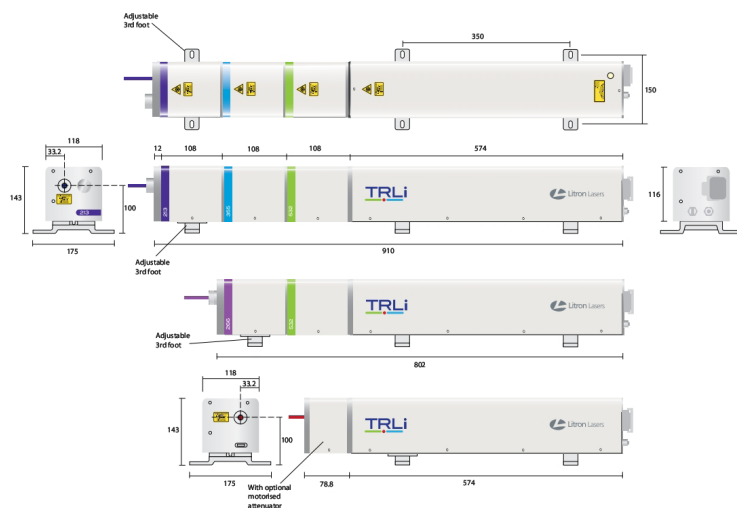 Adjustable
3rd foot
350
150
118
33.2
12
108
108
108
574
143
100
213
175
213
355
532
TRLi
Litron Lasers
116
Adjustable
3rd foot
910
266
532
TRLi
Litron Lasers
Adjustable
3rd foot
802
118
33.2
143
100
175
TRLi
Litron Lasers
With optional
motorised
attenuator
78.8
574